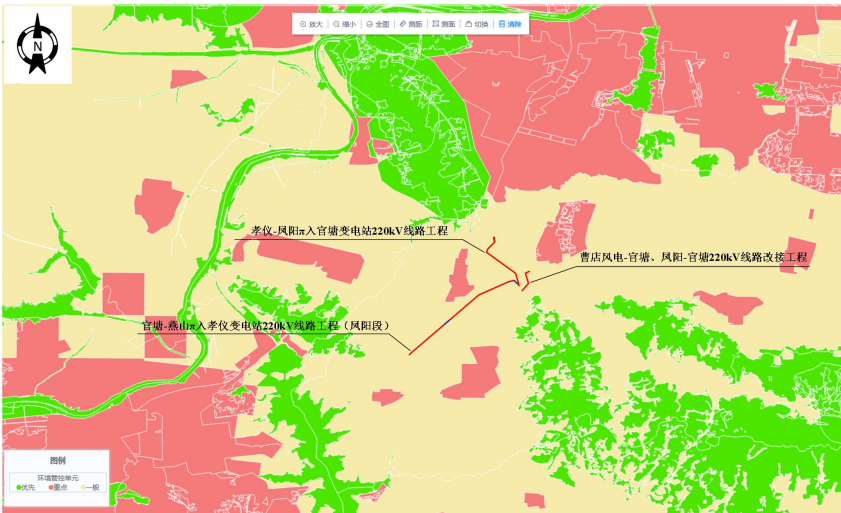 放大 缩小 全图 测距 测面 切换 清除
N
孝仪-凤阳π入官塘变电站220kV线路工程
曹店风电-官塘、凤阳-官塘220kV线路改接工程
官塘-燕山π入孝仪变电站220kV线路工程（凤阳段）
图例
环境管控单元
优先 重点 一般